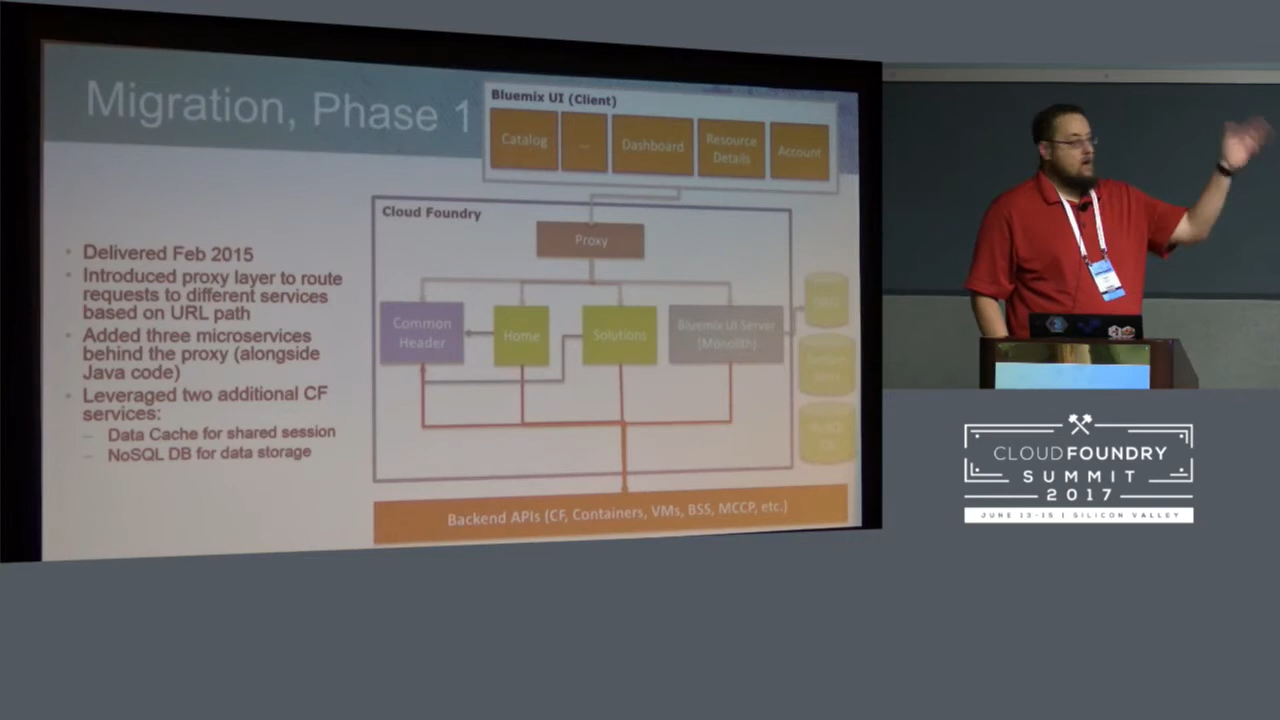 Migration, Phase 1
Delivered Feb 2015
Introduced proxy layer to route
requests to different services
based on URL path
Added three microservices
behind the proxy (alongside
Java code)
Leveraged two additional CF
services:
Data Cache for shared session
NoSQL DB for data storage
Bluemix UI (Client)
Catalog
...
Dashboard
Resource
Details
Account
Cloud Foundry
Proxy
Common
Header
Home
Solutions
Bluemix UI Server
(Monolith)
Backend APIs (CF, Containers, VMs, BSS, MCCP, etc.)
CLOUD FOUNDRY
SUMMIT
2017
JUNE 13-15 | SILICON VALLEY